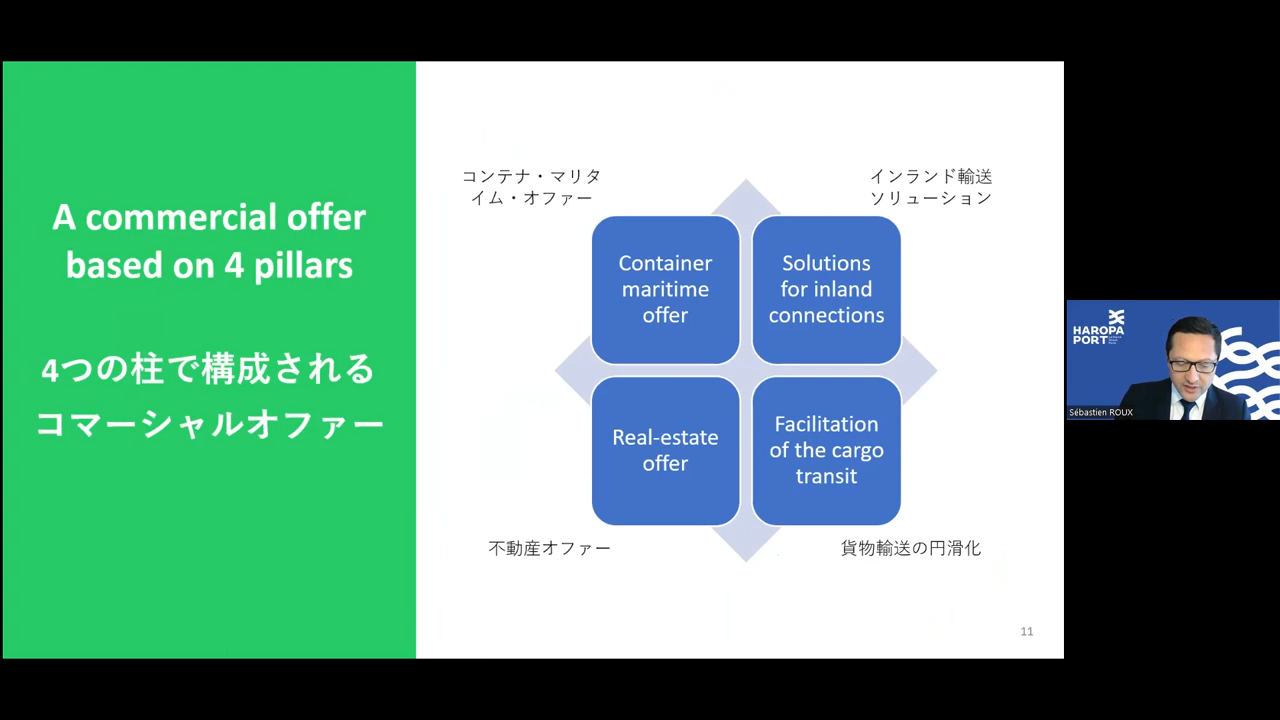 A commercial offer
based on 4 pillars
4つの柱で構成される
コマーシャルオファー
コンテナ・マリタ
イム・オファー
インランド輸送
ソリューション
Container
maritime
offer
Solutions
for inland
connections
Real-estate
offer
Facilitation
of the cargo
transit
不動産オファー
貨物輸送の円滑化
11
HAROPA
PORT
Sébastien ROUX